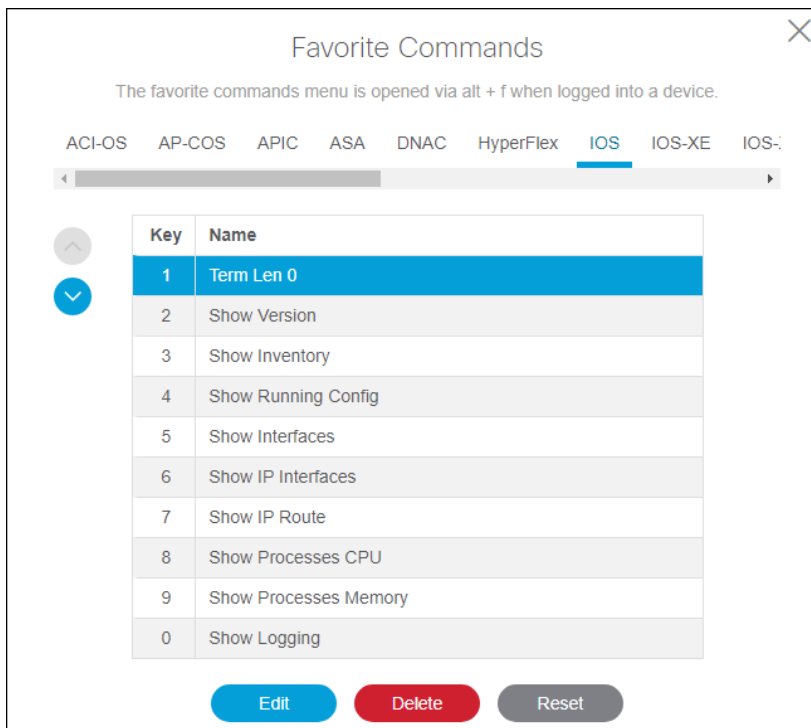 Favorite Commands
The favorite commands menu is opened via alt + f when logged into a device.
ACI-OS AP-COS APIC ASA DNAC HyperFlex IOS IOS-XE IOS-
Key Name
1 Term Len 0
2 Show Version
3 Show Inventory
4 Show Running Config
5 Show Interfaces
6 Show IP Interfaces
7 Show IP Route
8 Show Processes CPU
9 Show Processes Memory
0 Show Logging
Edit Delete Reset